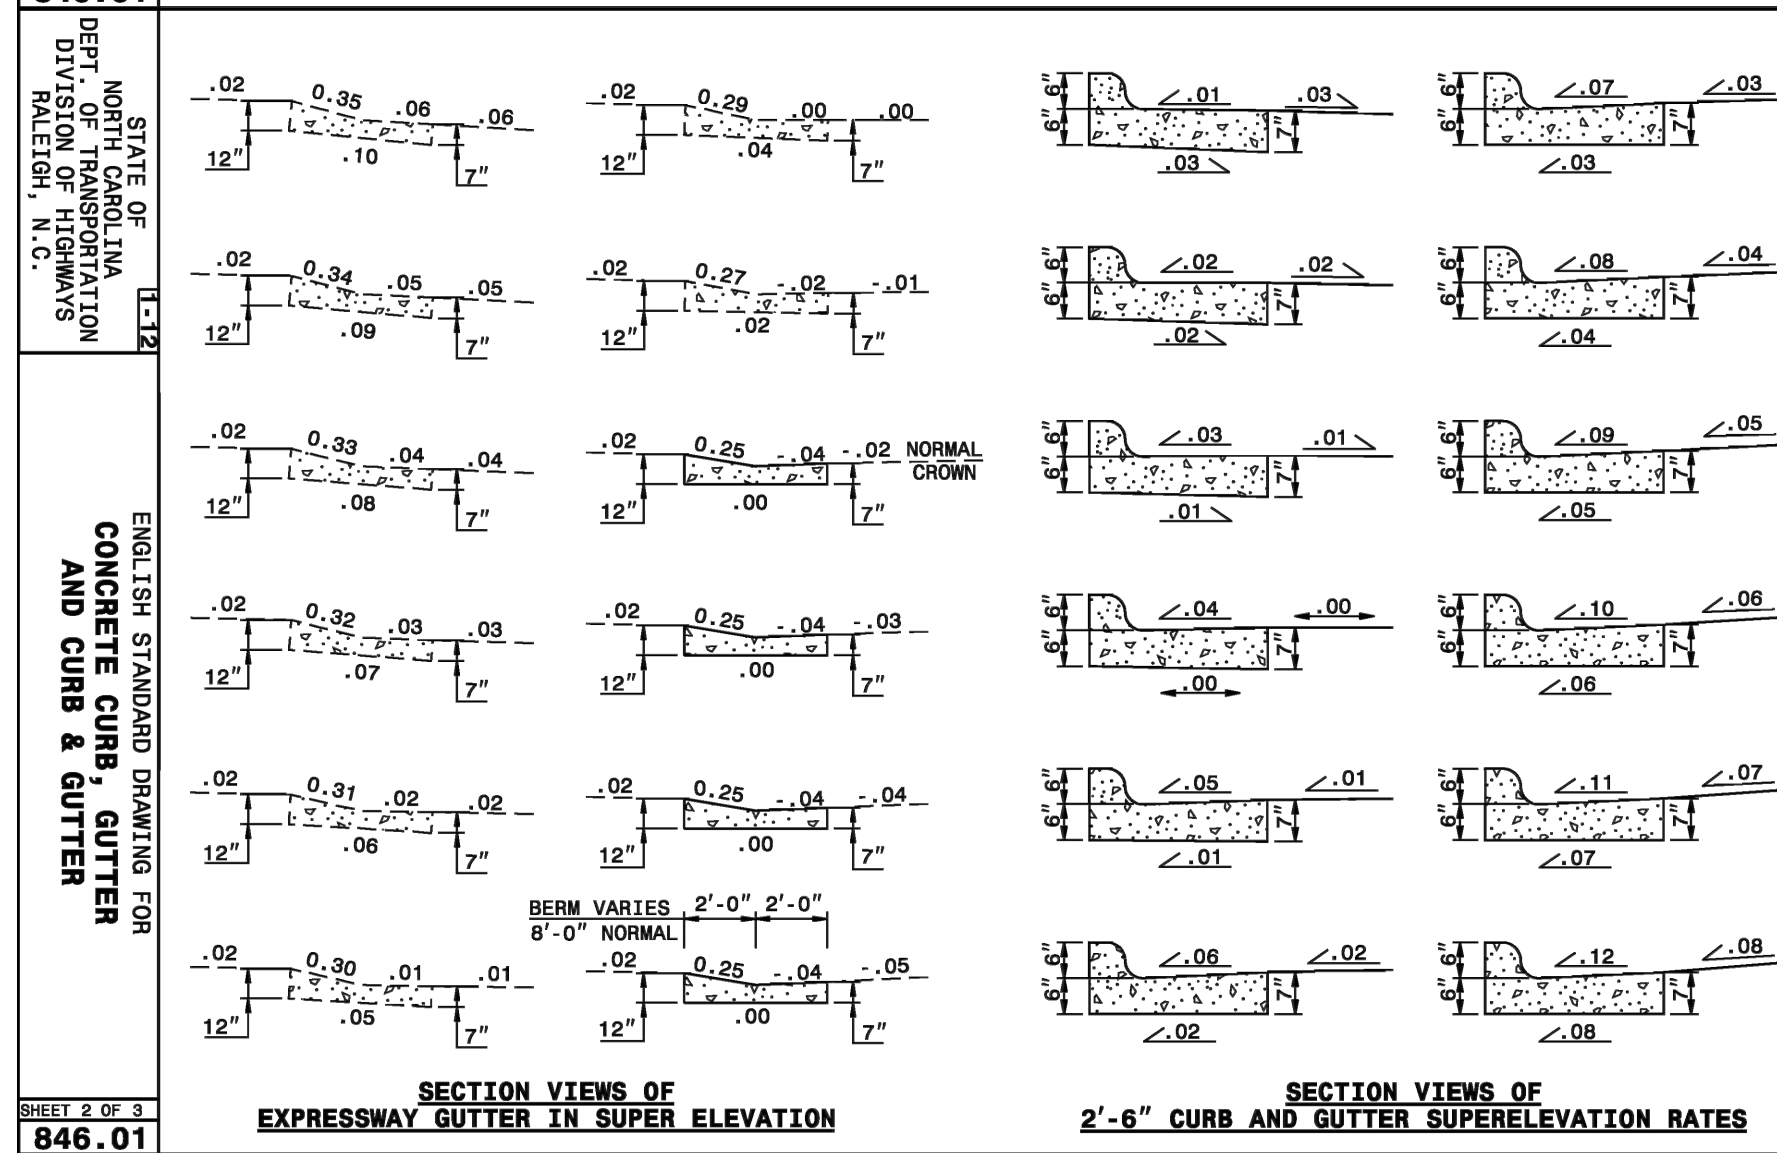 STATE OF
NORTH CAROLINA
DEPT. OF TRANSPORTATION
DIVISION OF HIGHWAYS
RALEIGH, N.C.
1-12
ENGLISH STANDARD DRAWING FOR
CONCRETE CURB, GUTTER
AND CURB & GUTTER
SHEET 2 OF 3
846.01
.02 0.35 .06 .06
12" .10 7"
.02 0.34 .05 .05
12" .09 7"
.02 0.33 .04 .04
12" .08 7"
.02 0.32 .03 .03
12" .07 7"
.02 0.31 .02 .02
12" .06 7"
.02 0.30 .01 .01
12" .05 7"
.02 0.29 .00 .00
12" .04 7"
.02 0.27 -.02 -.01
12" .02 7"
.02 0.25 -.04 -.02 NORMAL
CROWN
12" .00 7"
.02 0.25 -.04 -.03
12" .00 7"
.02 0.25 -.04 -.04
12" .00 7"
BERM VARIES 2'-0" 2'-0"
8'-0" NORMAL
.02 0.25 -.04 -.05
12" .00 7"
SECTION VIEWS OF
EXPRESSWAY GUTTER IN SUPER ELEVATION
6" .01 .03
6" 7"
.03
6" .02 .02
6" 7"
.02
6" .03 .01
6" 7"
.01
6" .04 .00
6" 7"
.00
6" .05 .01
6" 7"
.01
6" .06 .02
6" 7"
.02
6" .07 .03
6" 7"
.03
6" .08 .04
6" 7"
.04
6" .09 .05
6" 7"
.05
6" .10 .06
6" 7"
.06
6" .11 .07
6" 7"
.07
6" .12 .08
6" 7"
.08
SECTION VIEWS OF
2'-6" CURB AND GUTTER SUPERELEVATION RATES